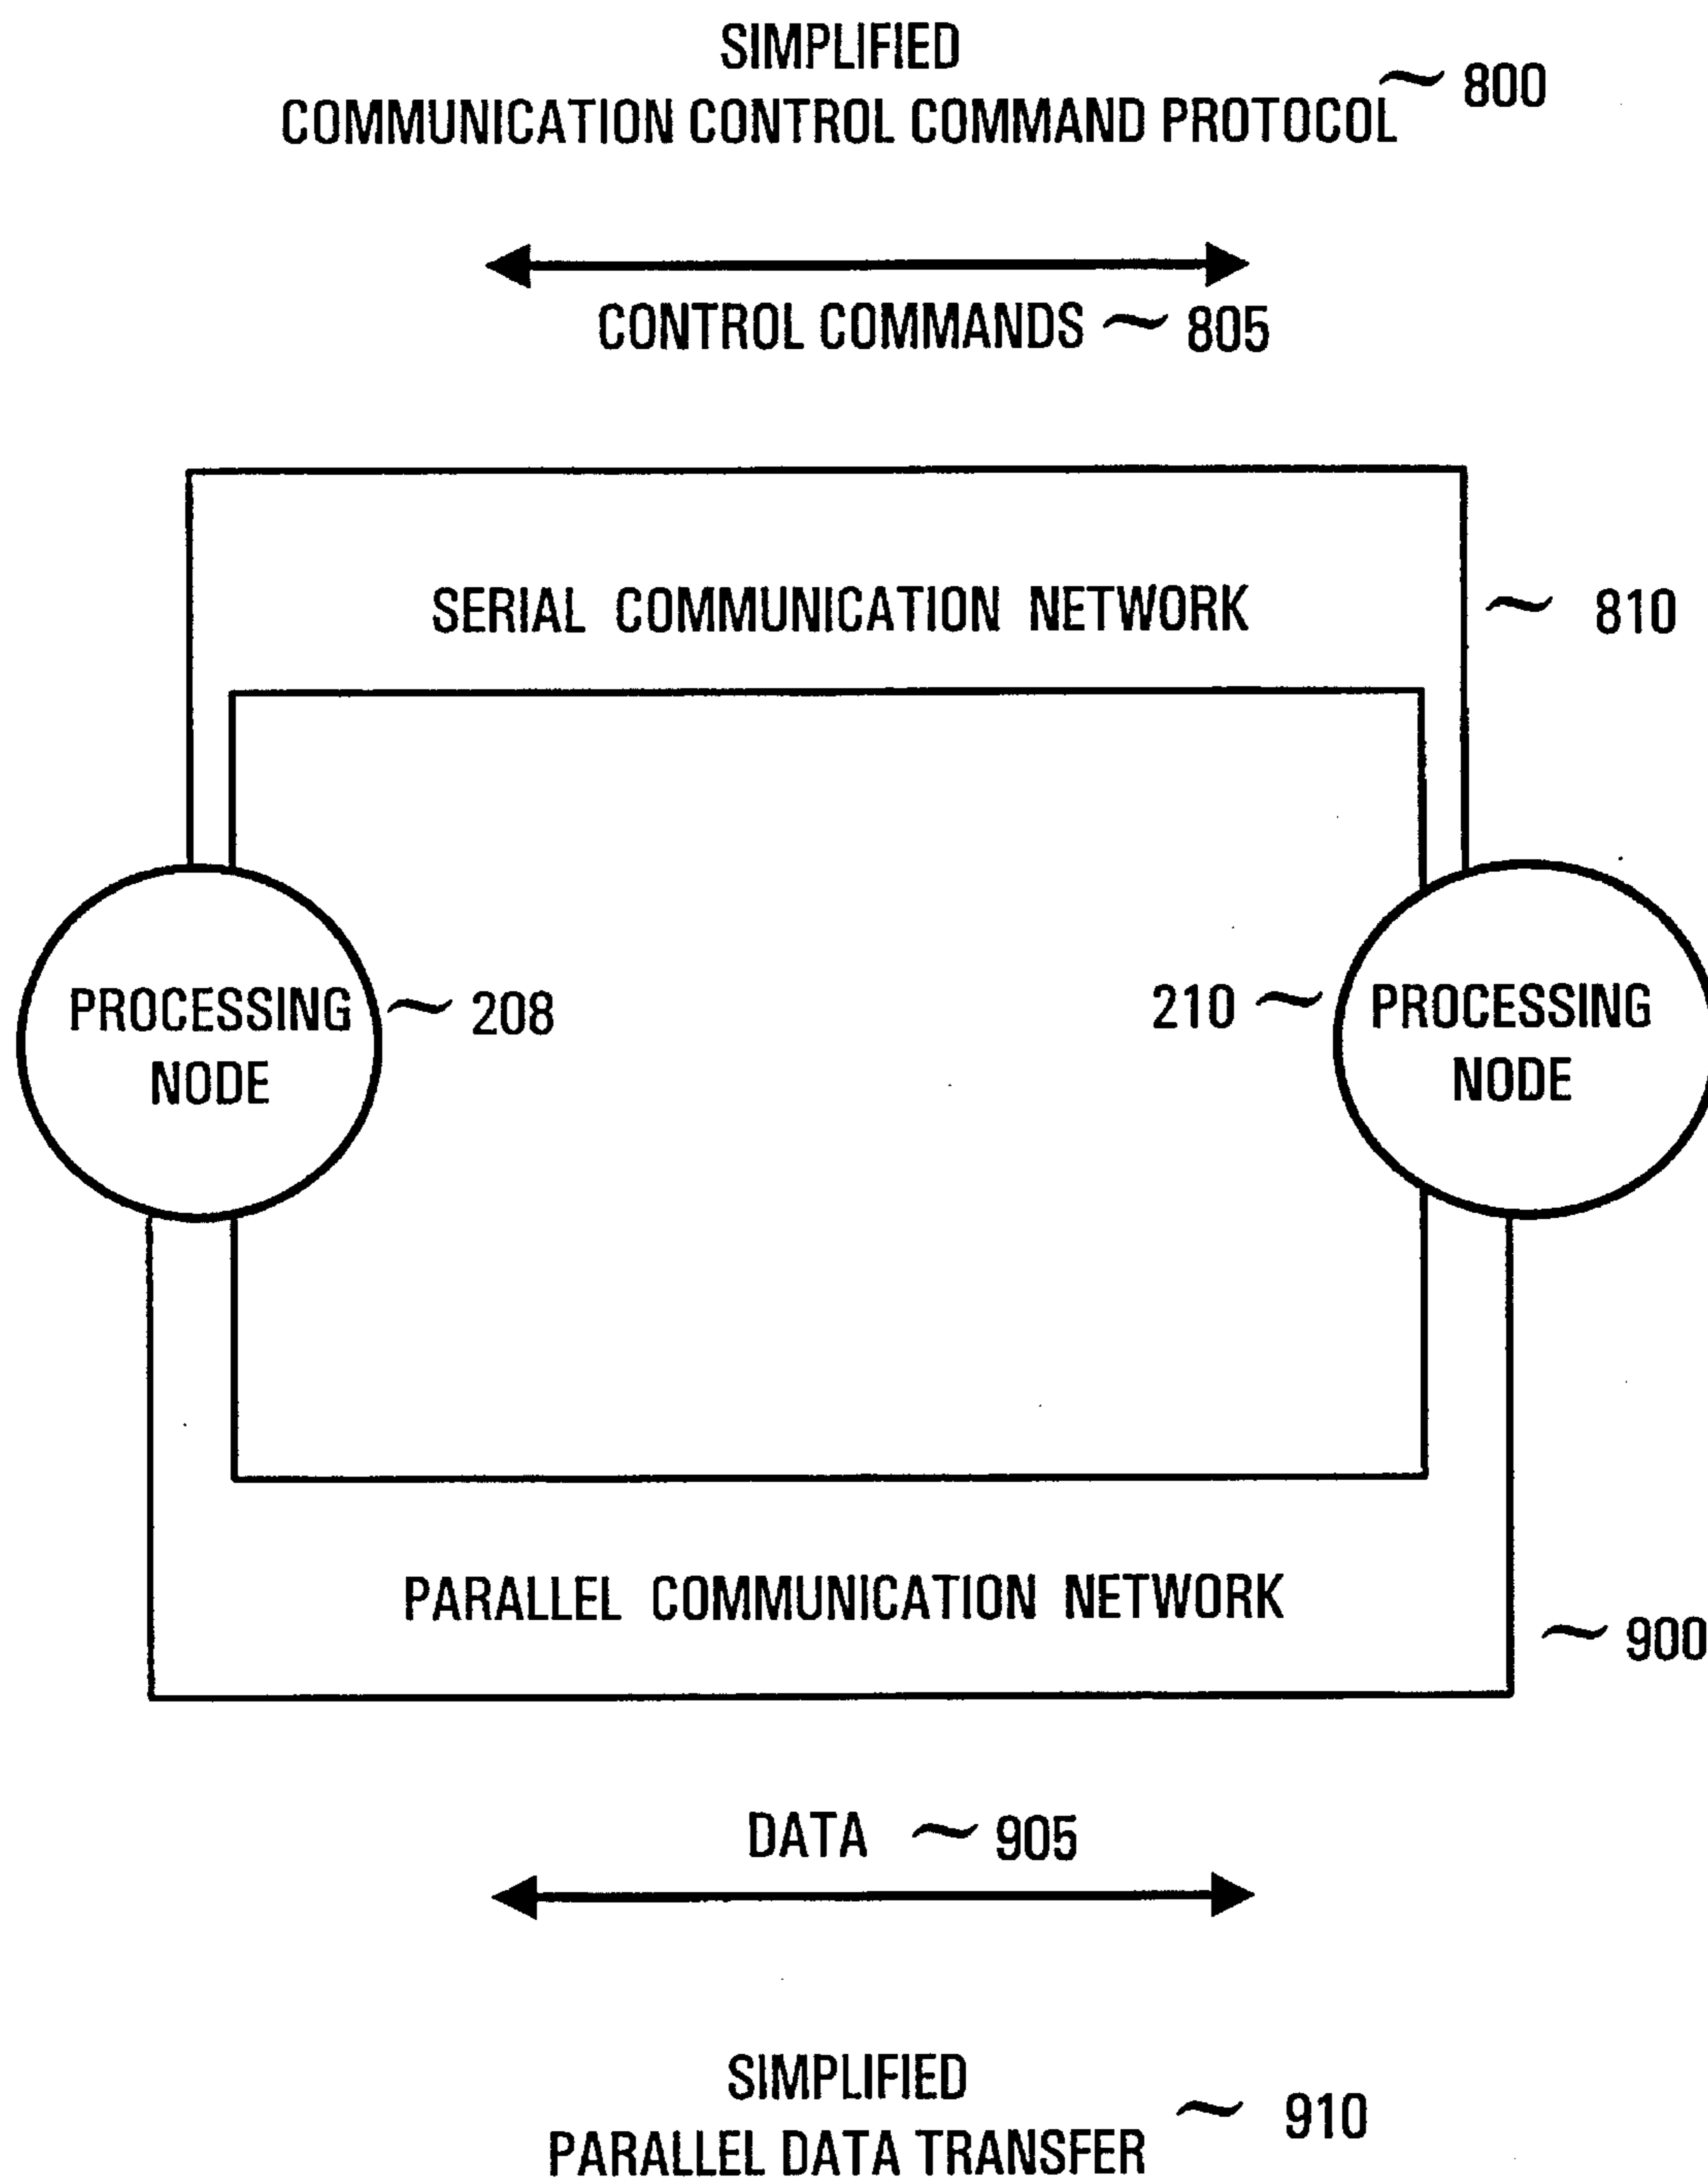 SIMPLIFIED
COMMUNICATION CONTROL COMMAND PROTOCOL ~ 800
CONTROL COMMANDS ~ 805
SERIAL COMMUNICATION NETWORK ~ 810
PROCESSING NODE ~ 208
210 ~ PROCESSING NODE
PARALLEL COMMUNICATION NETWORK
~ 900
DATA ~ 905
SIMPLIFIED
PARALLEL DATA TRANSFER ~ 910